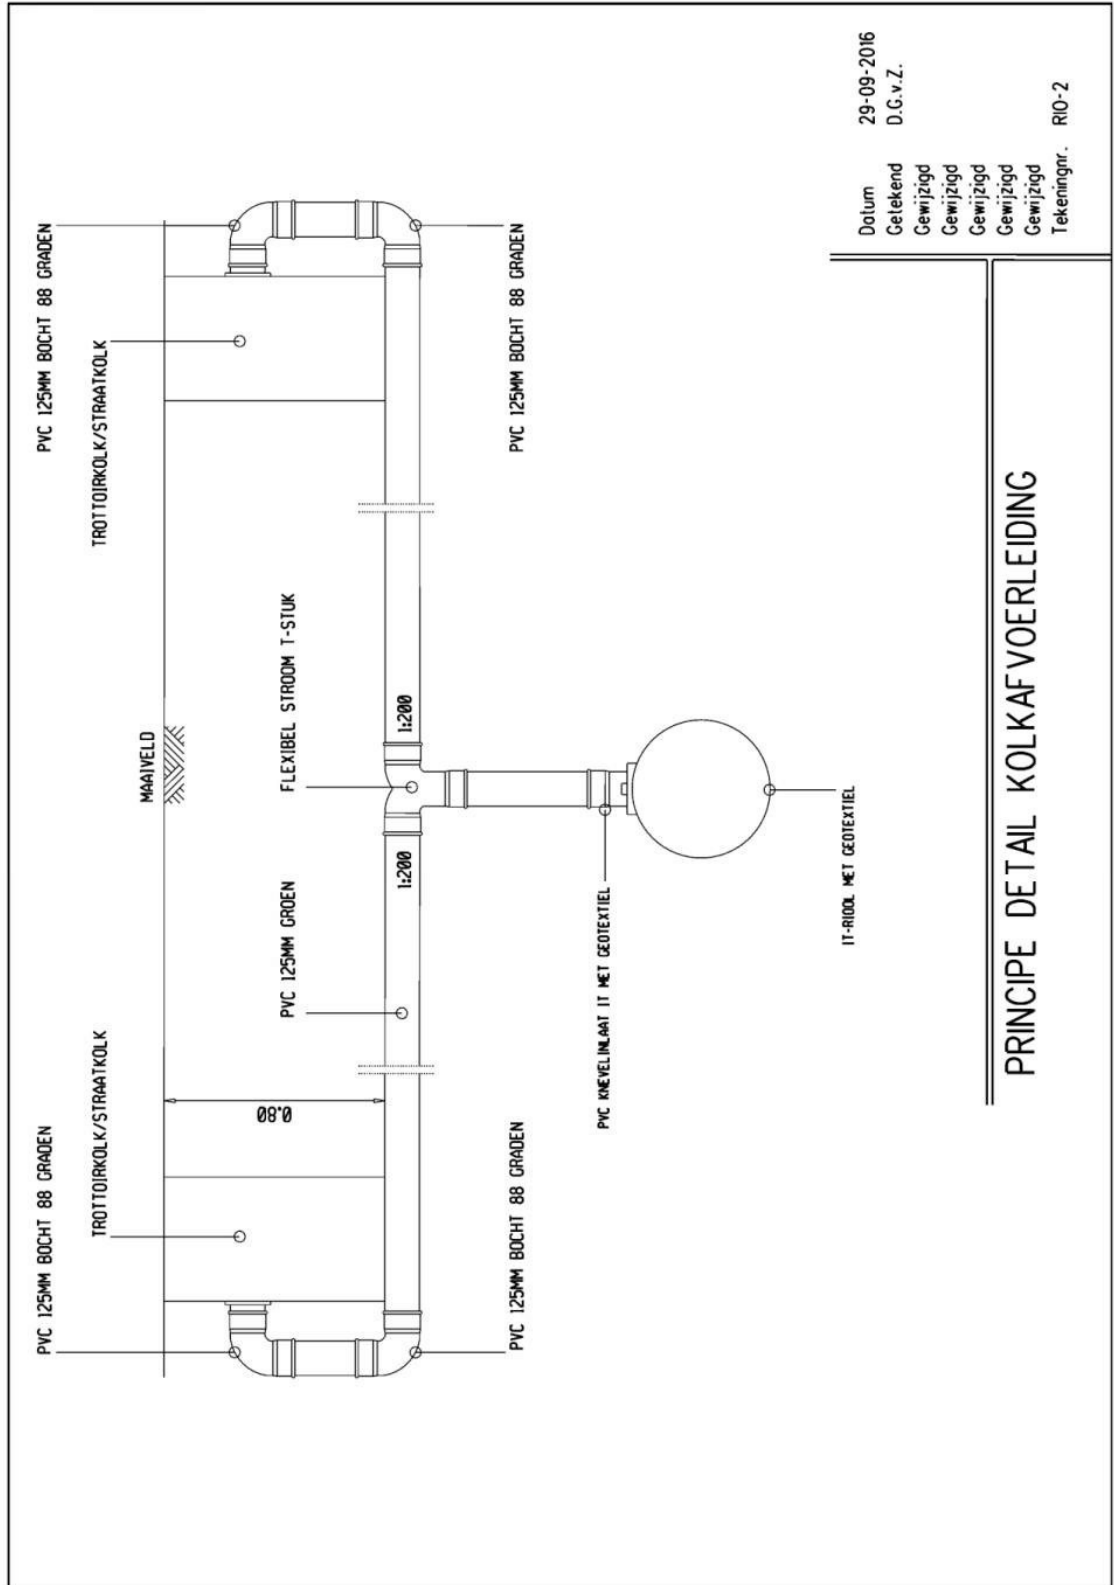 PVC 125MM BOCHT 88 GRADEN
PVC 125MM BOCHT 88 GRADEN
TROTTOIRKOLK/STRAATKOLK
TROTTOIRKOLK/STRAATKOLK
MAAIVELD
0.80
PVC 125MM GROEN
FLEXIBEL STROOM T-STUK
1:200
1:200
PVC 125MM BOCHT 88 GRADEN
PVC 125MM BOCHT 88 GRADEN
PVC KNEVELINLAAT IT MET GEOTEXTIEL
IT-RIOOL MET GEOTEXTIEL
PRINCIPE DETAIL KOLKAFVOERLEIDING
Datum 29-09-2016
Getekend D.G.v.Z.
Gewijzigd
Gewijzigd
Gewijzigd
Gewijzigd
Gewijzigd
Tekeningnr. RIO-2